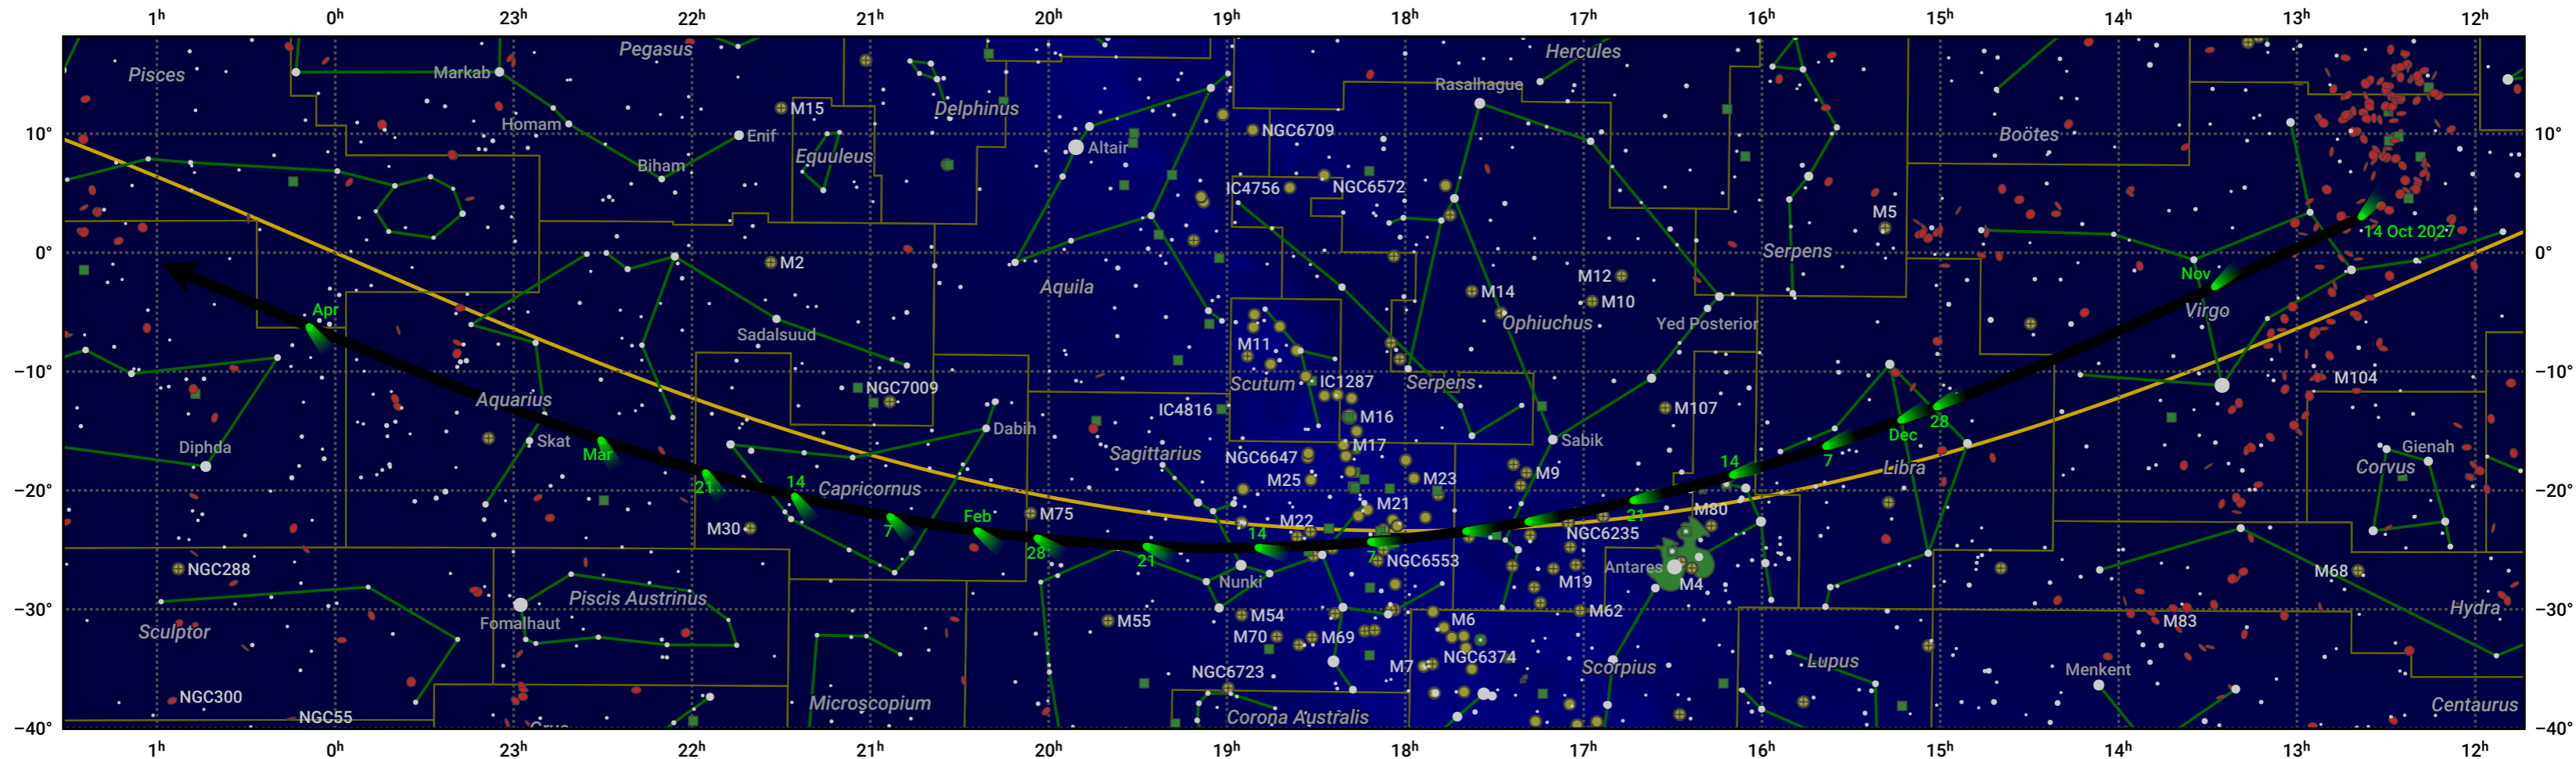 1ʰ 0ʰ 23ʰ 22ʰ 21ʰ 20ʰ 19ʰ 18ʰ 17ʰ 16ʰ 15ʰ 14ʰ 13ʰ 12ʰ
Pegasus
Hercules
Pisces
Markab
Rasalhague
Delphinus
M15
Homam
Enif
NGC6709
10°
Boötes
10°
Altair
Equuleus
Biham
IC4756
NGC6572
M5
14 Oct 2027
0°
Serpens
0°
M2
M12
Nov
Aquila
M14
M10
Virgo
Apr
Ophiuchus
Yed Posterior
Sadalsuud
M11
−10°
−10°
Scutum
IC1287
Serpens
M104
NGC7009
Aquarius
IC4816
M107
M16
28
Dabih
Skat
Sabik
Dec
Diphda
M17
Gienah
Mar
Sagittarius
NGC6647
7
14
Libra
Corvus
M25
M23
M9
21
14
Capricornus
−20°
−20°
M21
M80
M30
7
Feb
M75
M22
21
14
NGC6235
28
21
7
NGC6553
NGC288
Nunki
M19
Antares
M4
M68
Piscis Austrinus
−30°
−30°
Fomalhaut
M55
M54
M62
Hydra
Sculptor
M6
M83
M70
M69
NGC6374
M7
Scorpius
Lupus
Menkent
NGC6723
NGC300
Microscopium
Centaurus
NGC55
Corona Australis
Grus
−40°
−40°
1ʰ 0ʰ 23ʰ 22ʰ 21ʰ 20ʰ 19ʰ 18ʰ 17ʰ 16ʰ 15ʰ 14ʰ 13ʰ 12ʰ